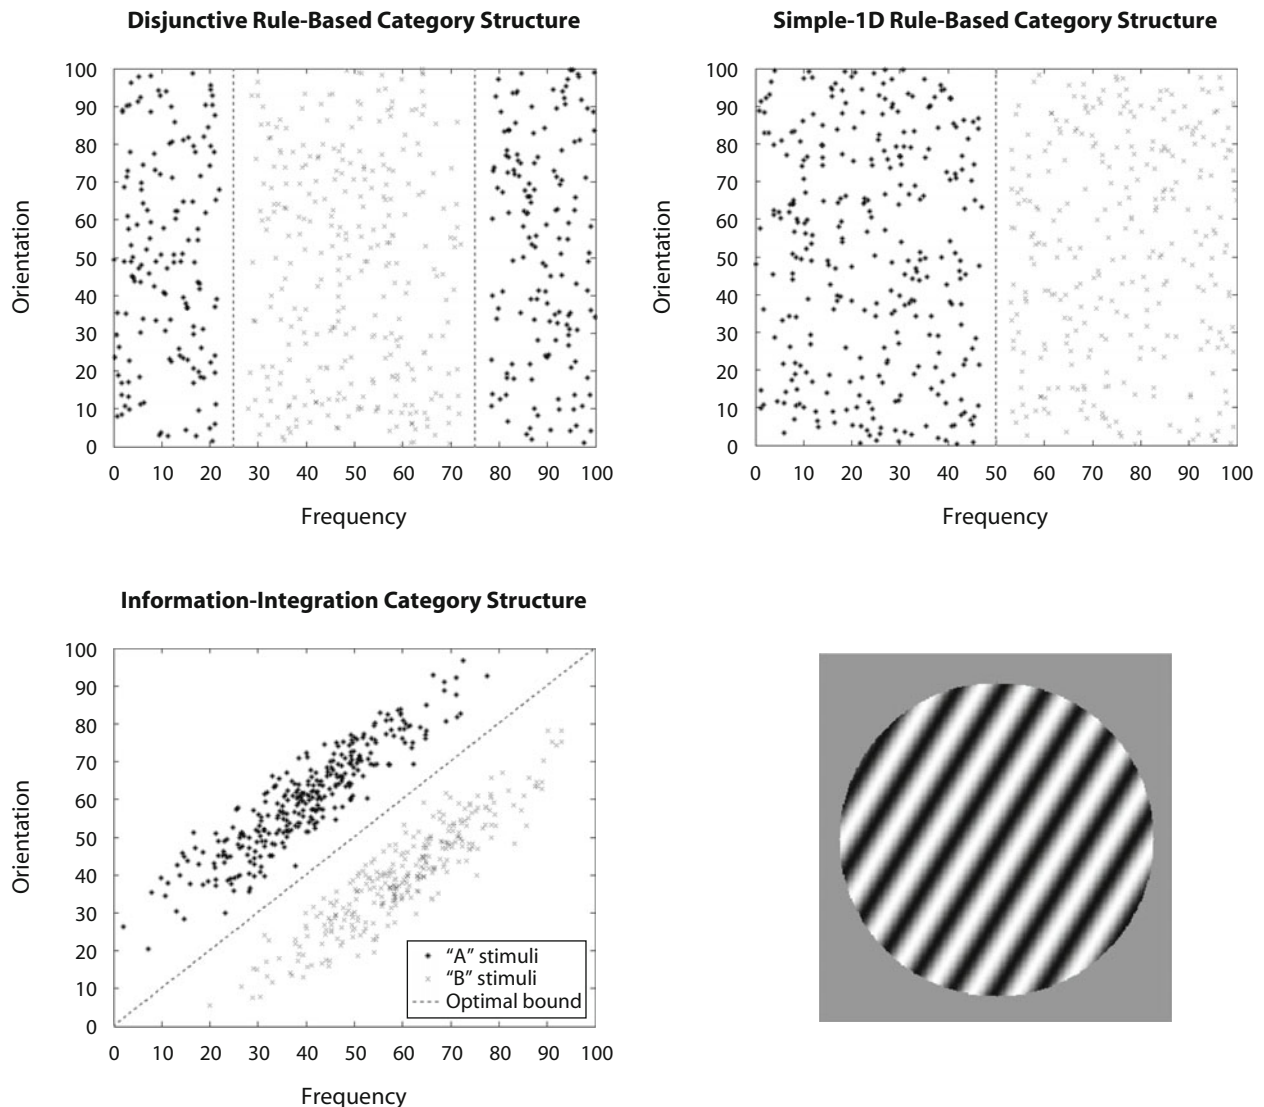 Disjunctive Rule-Based Category Structure
Orientation
100
90
80
70
60
50
40
30
20
10
0
0 10 20 30 40 50 60 70 80 90 100
Frequency
Simple-1D Rule-Based Category Structure
Orientation
100
90
80
70
60
50
40
30
20
10
0
0 10 20 30 40 50 60 70 80 90 100
Frequency
Information-Integration Category Structure
Orientation
100
90
80
70
60
50
40
30
20
10
0
0 10 20 30 40 50 60 70 80 90 100
Frequency
“A” stimuli
“B” stimuli
Optimal bound